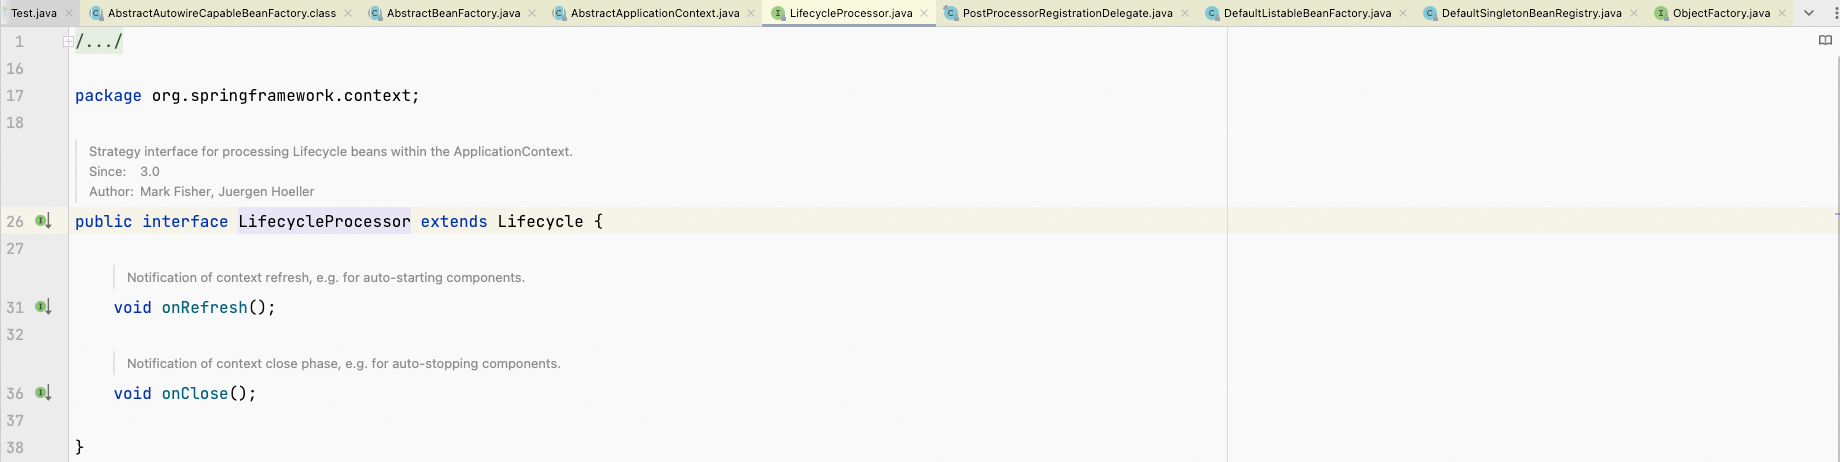 Test.java AbstractAutowireCapableBeanFactory.class AbstractBeanFactory.java AbstractApplicationContext.java LifecycleProcessor.java PostProcessorRegistrationDelegate.java DefaultListableBeanFactory.java DefaultSingletonBeanRegistry.java ObjectFactory.java
1 /.../
16
17 package org.springframework.context;
18
Strategy interface for processing Lifecycle beans within the ApplicationContext.
Since: 3.0
Author: Mark Fisher, Juergen Hoeller
26 public interface LifecycleProcessor extends Lifecycle {
27
Notification of context refresh, e.g. for auto-starting components.
31 void onRefresh();
32
Notification of context close phase, e.g. for auto-stopping components.
36 void onClose();
37
38 }